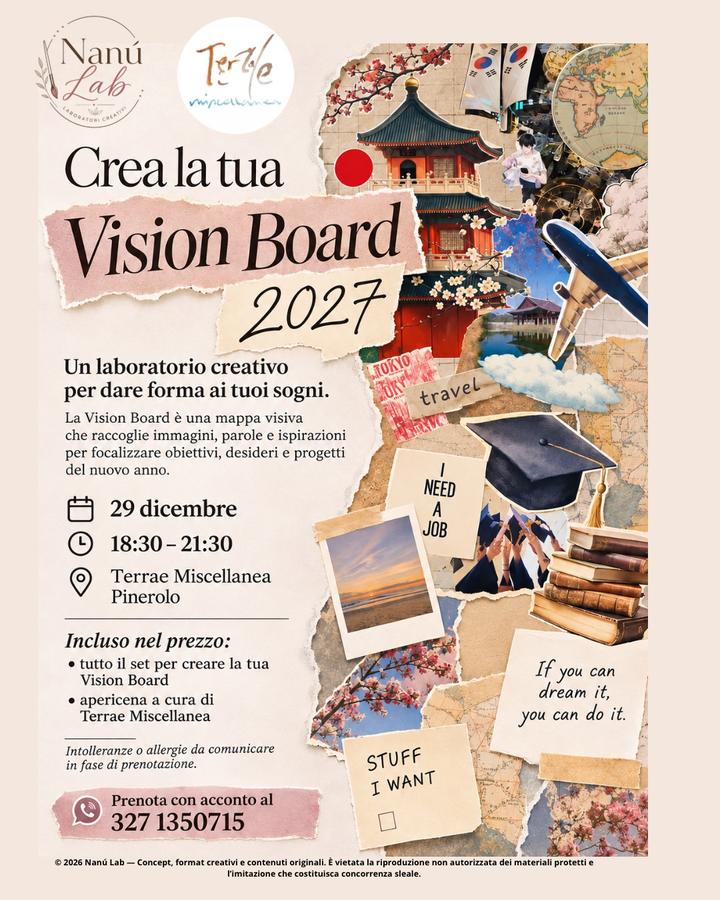 Nanú
Lab
LABORATORI CREATIVI
Terrae
miscellanea
Crea la tua
Vision Board
2027
Un laboratorio creativo
per dare forma ai tuoi sogni.
La Vision Board è una mappa visiva
che raccoglie immagini, parole e ispirazioni
per focalizzare obiettivi, desideri e progetti
del nuovo anno.
29 dicembre
18:30 – 21:30
Terrae Miscellanea
Pinerolo
Incluso nel prezzo:
• tutto il set per creare la tua
Vision Board
• apericena a cura di
Terrae Miscellanea
Intolleranze o allergie da comunicare
in fase di prenotazione.
Prenota con acconto al
327 1350715
TOKYO
travel
I
NEED
A
JOB
If you can
dream it,
you can do it.
STUFF
I WANT
© 2026 Nanú Lab — Concept, format creativi e contenuti originali. È vietata la riproduzione non autorizzata dei materiali protetti e
l'imitazione che costituisca concorrenza sleale.